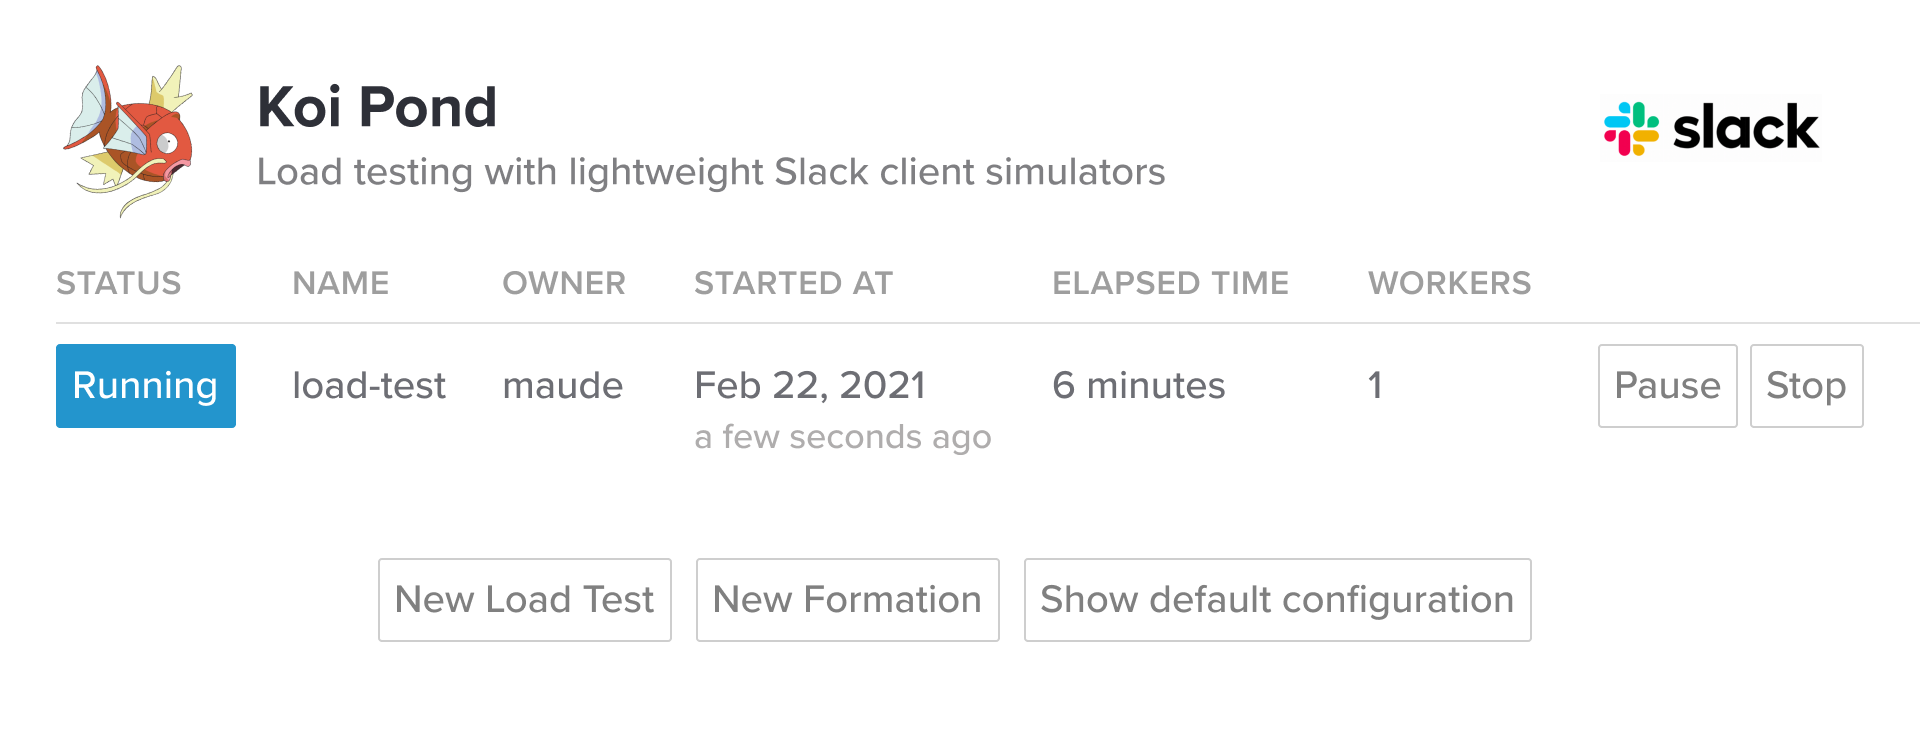 Koi Pond
slack
Load testing with lightweight Slack client simulators
STATUS NAME OWNER STARTED AT ELAPSED TIME WORKERS
Running load-test maude Feb 22, 2021 6 minutes 1 Pause Stop
a few seconds ago
New Load Test New Formation Show default configuration